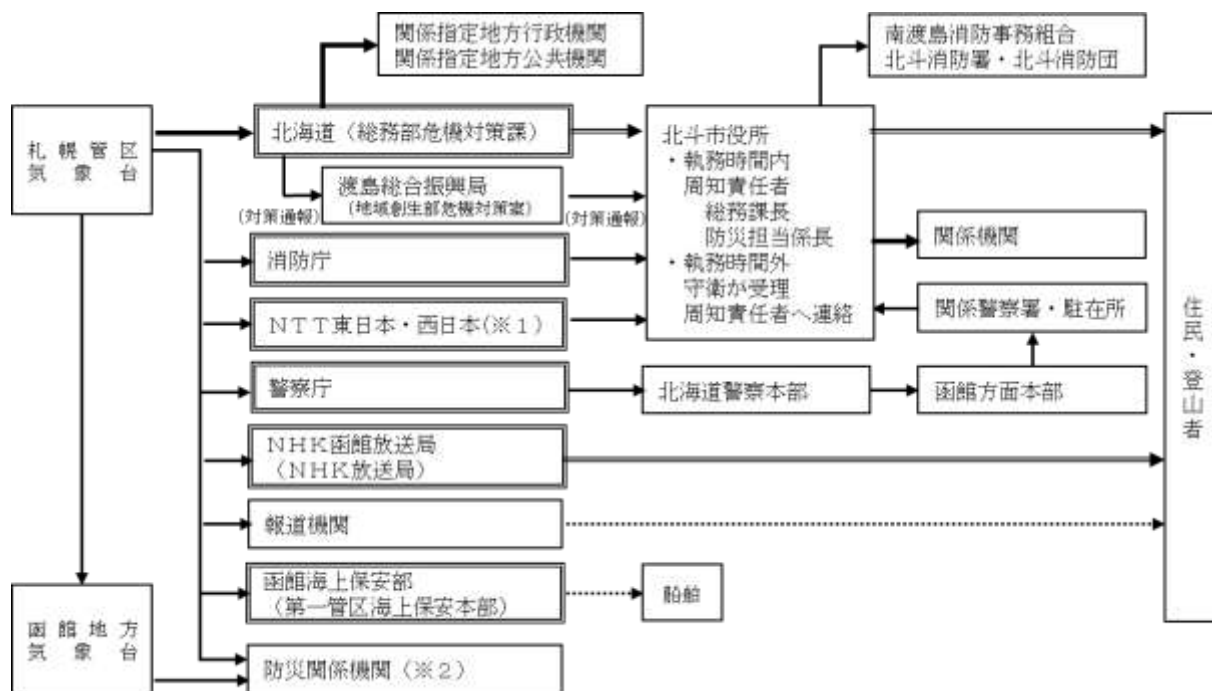 関係指定地方行政機関
関係指定地方公共機関
南渡島消防事務組合
北斗消防署・北斗消防団
札幌管区
気象台
北海道(総務部危機対策課)
北斗市役所
・執務時間内
周知責任者
総務課長
防災担当係長
・執務時間外
守衛が受理
周知責任者へ連絡
渡島総合振興局
(地域創生部危機対策室)
(対策通報)
(対策通報)
消防庁
関係機関
NTT東日本・西日本(※1)
関係警察署・駐在所
住民・登山者
警察庁
北海道警察本部
函館方面本部
NHK函館放送局
(NHK放送局)
報道機関
函館海上保安部
(第一管区海上保安本部)
船舶
函館地方
気象台
防災関係機関(※2)